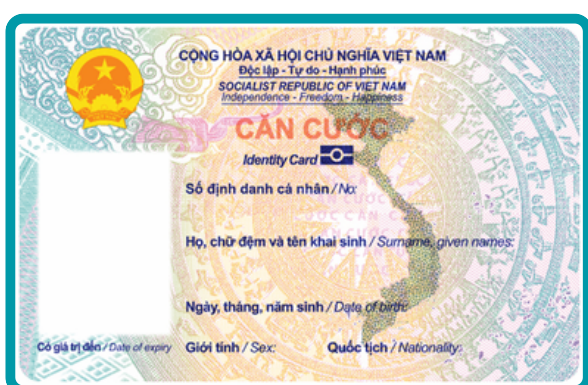 CỘNG HÒA XÃ HỘI CHỦ NGHĨA VIỆT NAM
Độc lập - Tự do - Hạnh phúc
SOCIALIST REPUBLIC OF VIET NAM
Independence - Freedom - Happiness
CĂN CƯỚC
Identity Card
Số định danh cá nhân / No:
Họ, chữ đệm và tên khai sinh / Surname, given names:
Ngày, tháng, năm sinh / Date of birth:
Có giá trị đến / Date of expiry Giới tính / Sex: Quốc tịch / Nationality: